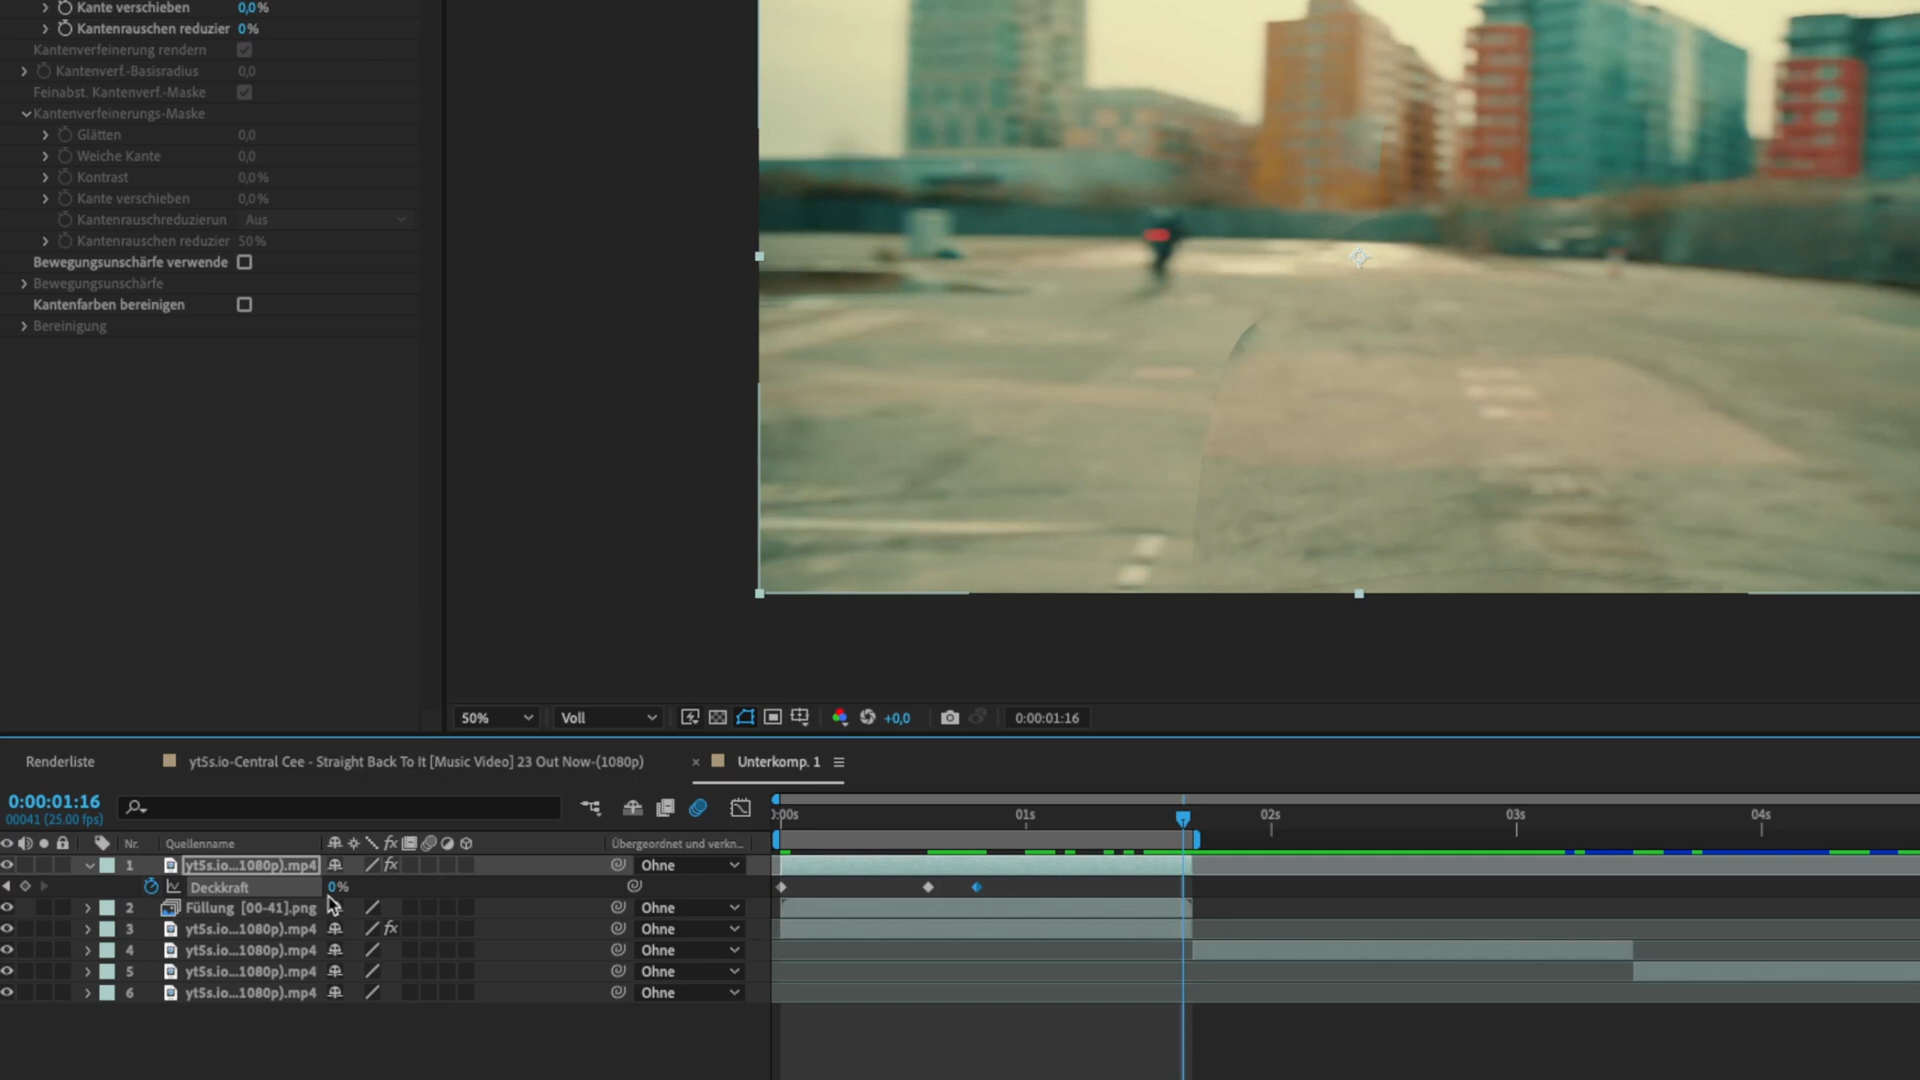 Kante verschieben 0,0%
Kantenrauschen reduzier 0%
Kantenverfeinerung rendern
Kantenverf.-Basisradius 0,0
Feinabst. Kantenverf.-Maske
Kantenverfeinerungs-Maske
Glätten 0,0
Weiche Kante 0,0
Kontrast 0,0%
Kante verschieben 0,0%
Kantenrauschreduzierun Aus
Kantenrauschen reduzier 50%
Bewegungsunschärfe verwende
Bewegungsunschärfe
Kantenfarben bereinigen
Bereinigung
50% Voll +0,0 0:00:01:16
Renderliste yt5s.io-Central Cee - Straight Back To It [Music Video] 23 Out Now-(1080p) × Unterkomp. 1
0:00:01:16
00041 (25.00 fps)
:00s 01s 02s 03s 04s
Nr. Quellenname fx Übergeordnet und verkn...
1 yt5s.io...1080p).mp4 fx Ohne
Deckkraft 0%
2 Füllung [00-41].png Ohne
3 yt5s.io...1080p).mp4 fx Ohne
4 yt5s.io...1080p).mp4 Ohne
5 yt5s.io...1080p).mp4 Ohne
6 yt5s.io...1080p).mp4 Ohne